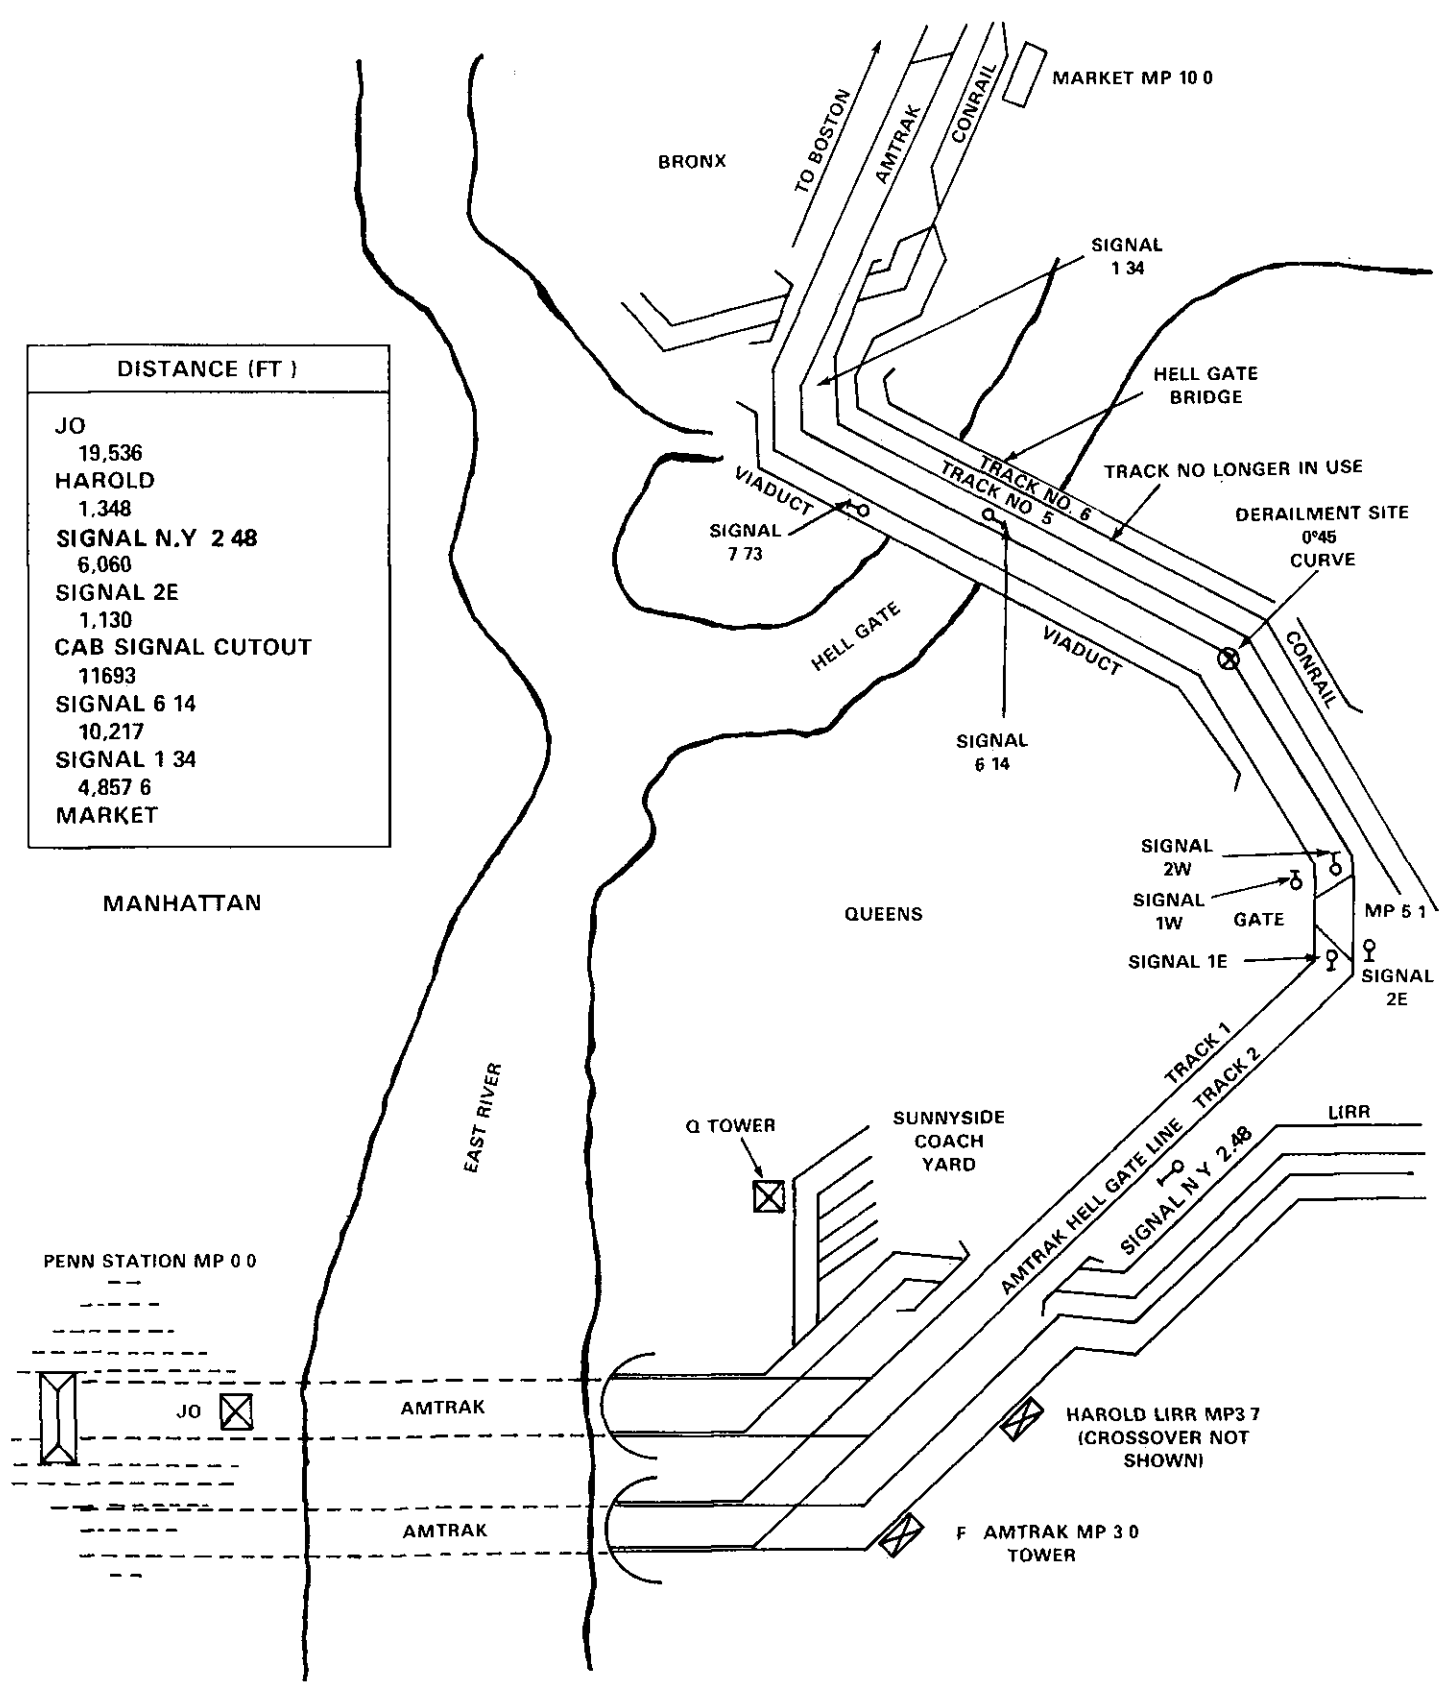 MARKET MP 10 0
TO BOSTON
AMTRAK
CONRAIL
BRONX
SIGNAL
1 34
DISTANCE (FT )
JO
19,536
HAROLD
1,348
SIGNAL N.Y 2 48
6,060
SIGNAL 2E
1,130
CAB SIGNAL CUTOUT
11693
SIGNAL 6 14
10,217
SIGNAL 1 34
4,857 6
MARKET
HELL GATE
BRIDGE
TRACK NO. 6
TRACK NO 5
TRACK NO LONGER IN USE
VIADUCT
SIGNAL
7 73
DERAILMENT SITE
0°45
CURVE
HELL GATE
VIADUCT
CONRAIL
SIGNAL
6 14
SIGNAL
2W
SIGNAL
1W
GATE
MP 5 1
SIGNAL 1E
SIGNAL
2E
MANHATTAN
QUEENS
EAST RIVER
TRACK 1
TRACK 2
AMTRAK HELL GATE LINE
SIGNAL N Y 2.48
LIRR
Q TOWER
SUNNYSIDE
COACH
YARD
PENN STATION MP 0 0
JO
AMTRAK
AMTRAK
HAROLD LIRR MP3 7
(CROSSOVER NOT
SHOWN)
F AMTRAK MP 3 0
TOWER